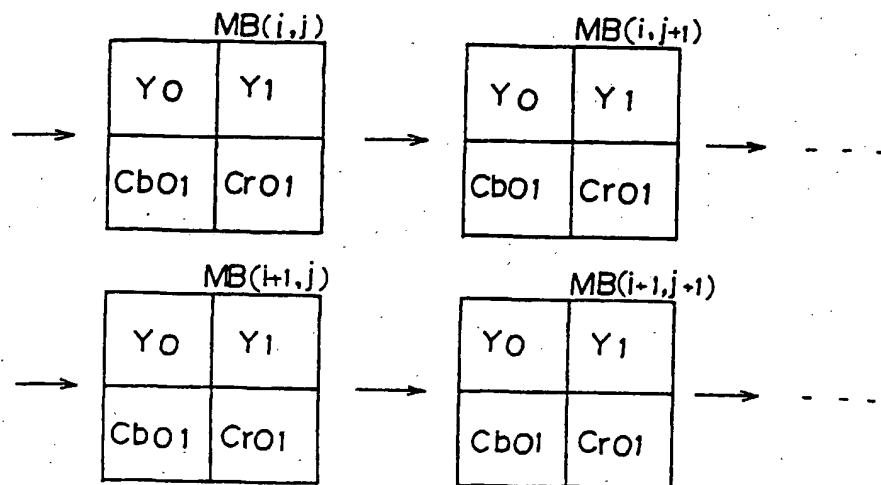 MB(i,j) MB(i,j+1)
Y0 Y1 Y0 Y1
Cb01 Cr01 Cb01 Cr01
MB(i+1,j) MB(i+1,j+1)
Y0 Y1 Y0 Y1
Cb01 Cr01 Cb01 Cr01